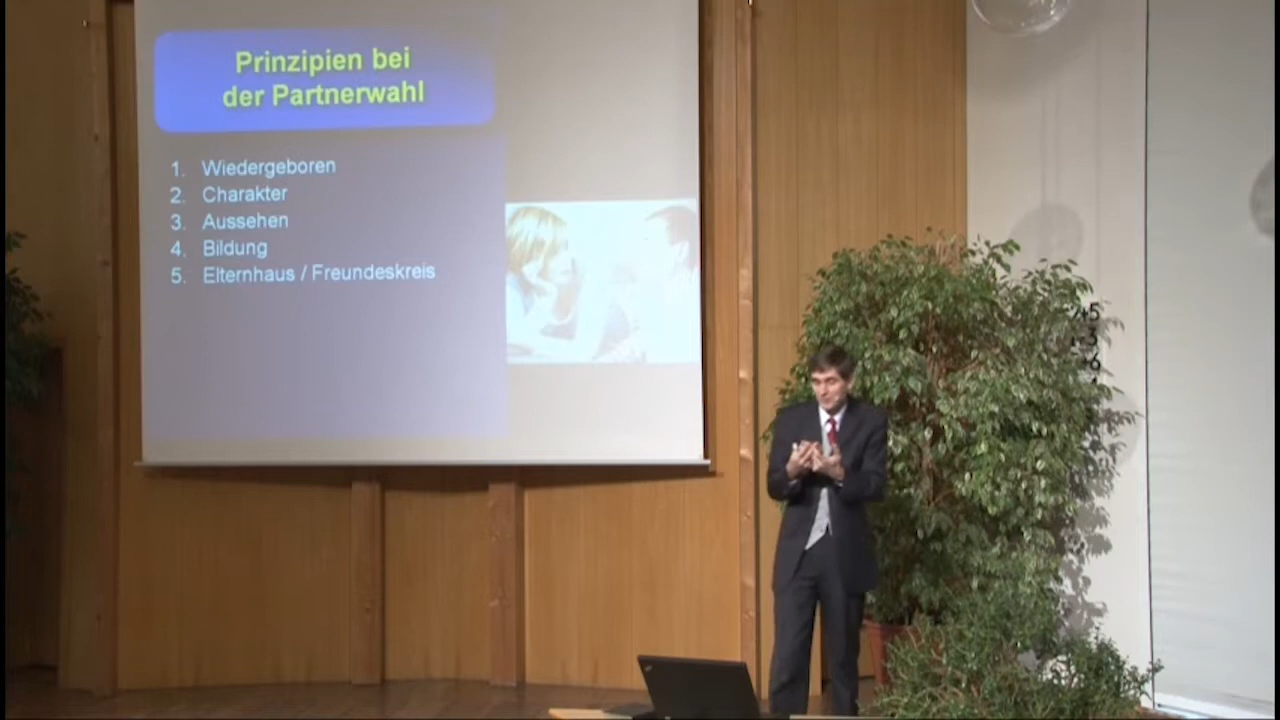 Prinzipien bei
der Partnerwahl
1. Wiedergeboren
2. Charakter
3. Aussehen
4. Bildung
5. Elternhaus / Freundeskreis